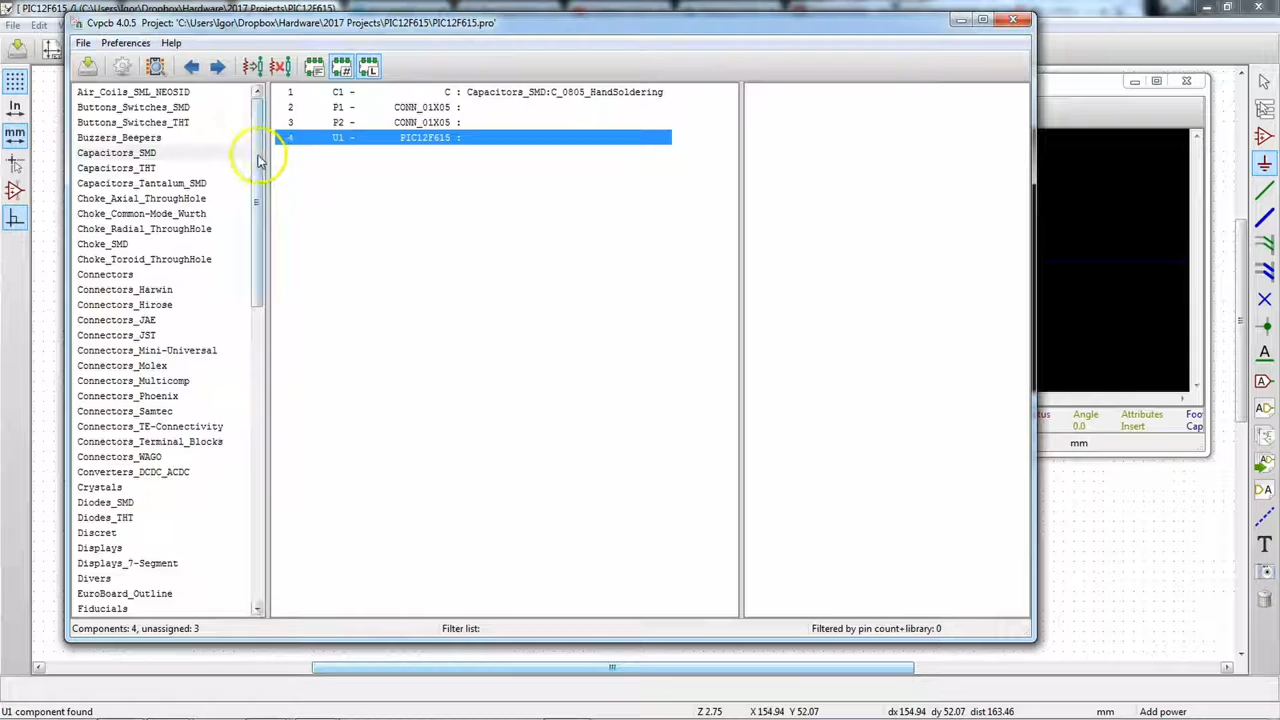 [ PIC12F615 /
Cvpcb 4.0.5  Project: 'C:\Users\Igor\Dropbox\Hardware\2017 Projects\PIC12F615\PIC12F615.pro'
File Edit
File Preferences Help
In
mm
Air_Coils_SML_NEOSID
Buttons_Switches_SMD
Buttons_Switches_THT
Buzzers_Beepers
Capacitors_SMD
Capacitors_THT
Capacitors_Tantalum_SMD
Choke_Axial_ThroughHole
Choke_Common-Mode_Wurth
Choke_Radial_ThroughHole
Choke_SMD
Choke_Toroid_ThroughHole
Connectors
Connectors_Harwin
Connectors_Hirose
Connectors_JAE
Connectors_JST
Connectors_Mini-Universal
Connectors_Molex
Connectors_Multicomp
Connectors_Phoenix
Connectors_Samtec
Connectors_TE-Connectivity
Connectors_Terminal_Blocks
Connectors_WAGO
Converters_DCDC_ACDC
Crystals
Diodes_SMD
Diodes_THT
Discret
Displays
Displays_7-Segment
Divers
EuroBoard_Outline
Fiducials
1 C1 - C : Capacitors_SMD:C_0805_HandSoldering
2 P1 - CONN_01X05 :
3 P2 - CONN_01X05 :
4 U1 - PIC12F615 :
Angle Attributes
0.0 Insert
mm
Components: 4, unassigned: 3 Filter list: Filtered by pin count+library: 0
U1 component found Z 2.75 X 154.94 Y 52.07 dx 154.94 dy 52.07 dist 163.46 mm Add power